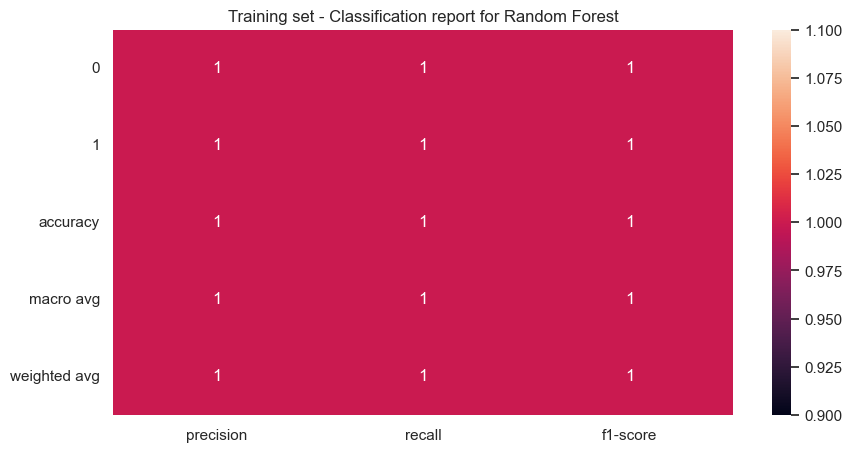 Training set - Classification report for Random Forest
0 1 1 1
1 1 1 1
accuracy 1 1 1
macro avg 1 1 1
weighted avg 1 1 1
precision recall f1-score
1.100
1.075
1.050
1.025
1.000
0.975
0.950
0.925
0.900